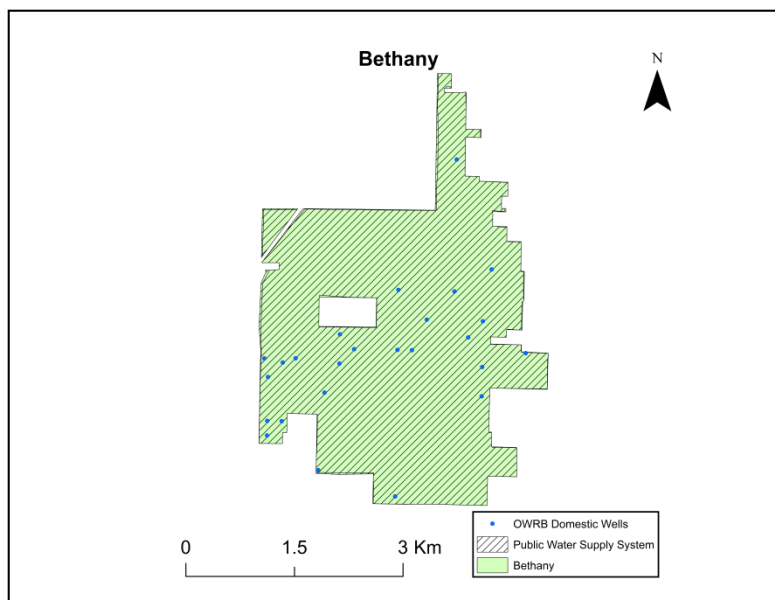 Bethany
N
OWRB Domestic Wells
Public Water Supply System
Bethany
0 1.5 3 Km